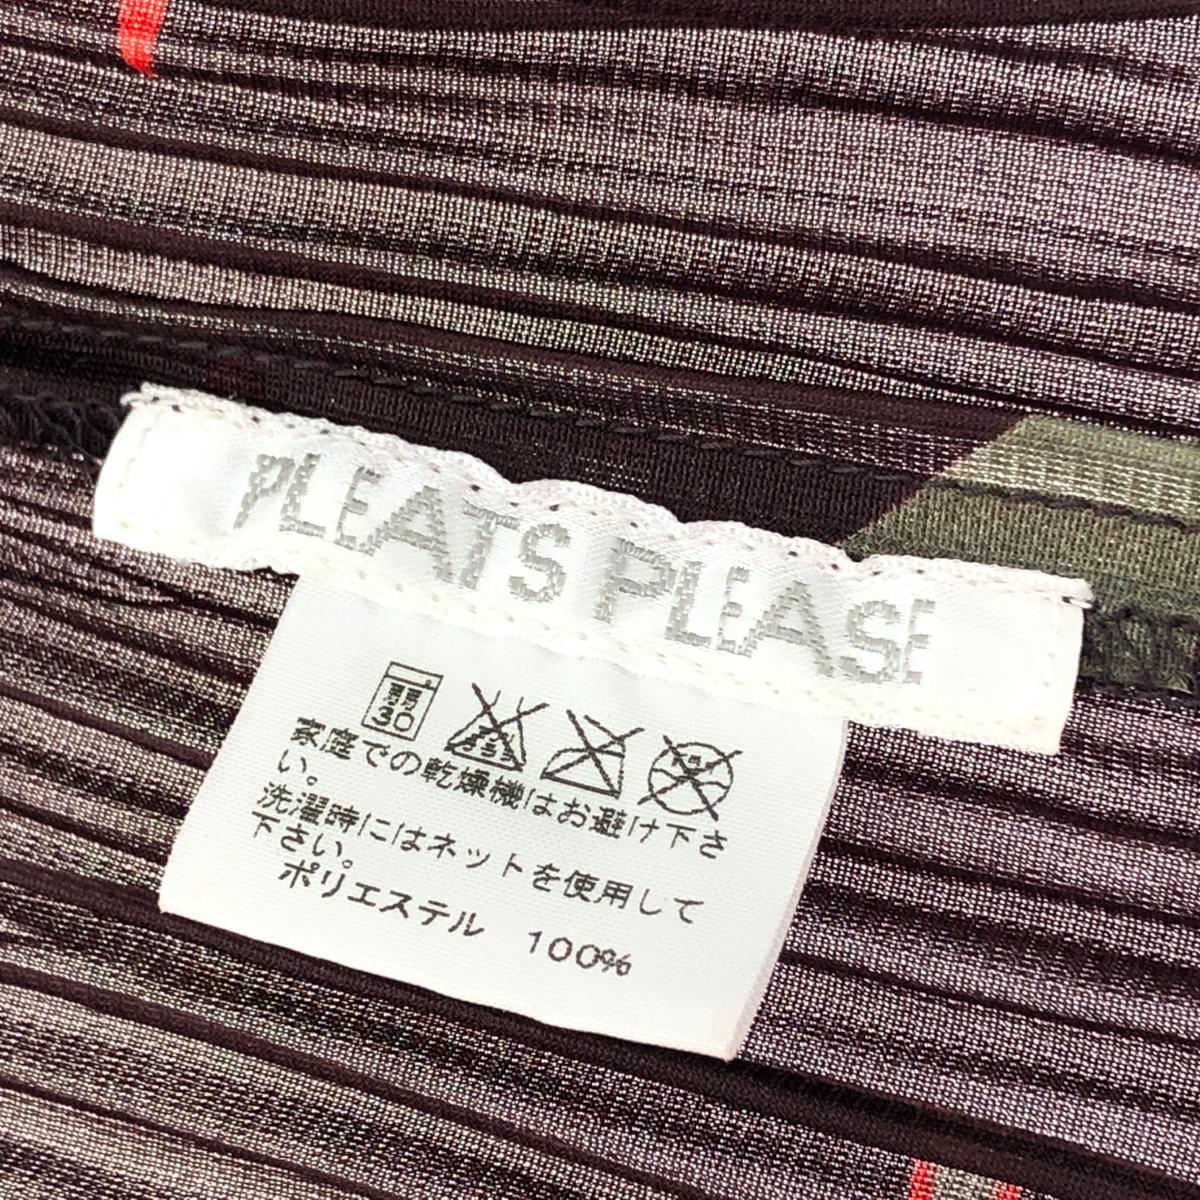 PLEATS PLEASE
30
家庭での乾燥機はお避け下さ
い。
洗濯時にはネットを使用して
下さい。
ポリエステル 100%